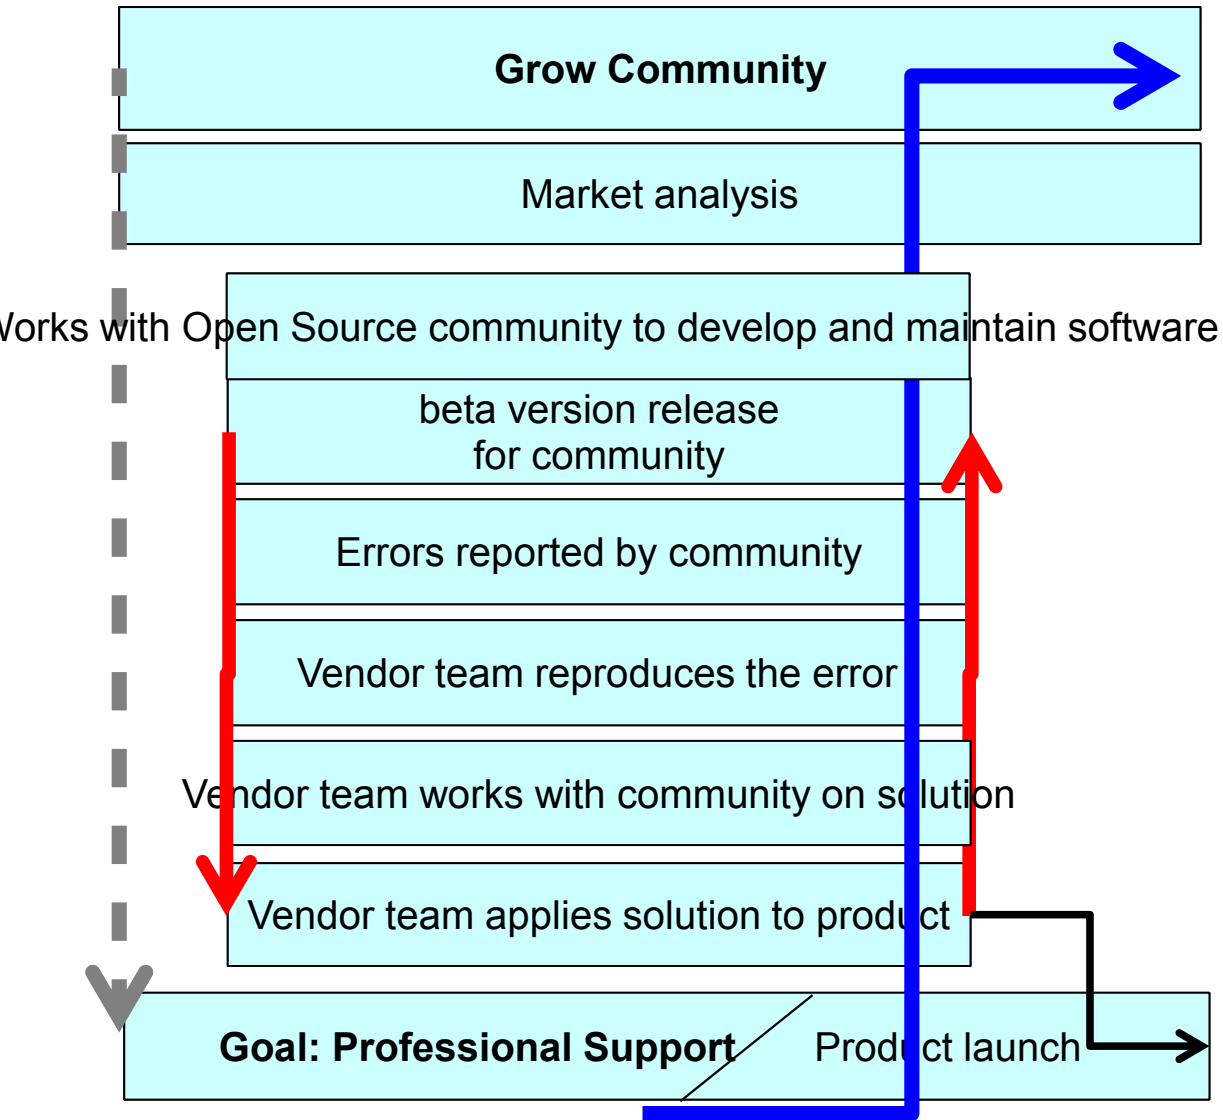 Grow Community
Market analysis
Works with Open Source community to develop and maintain software
beta version release
for community
Errors reported by community
Vendor team reproduces the error
Vendor team works with community on solution
Vendor team applies solution to product
Goal: Professional Support
Product launch